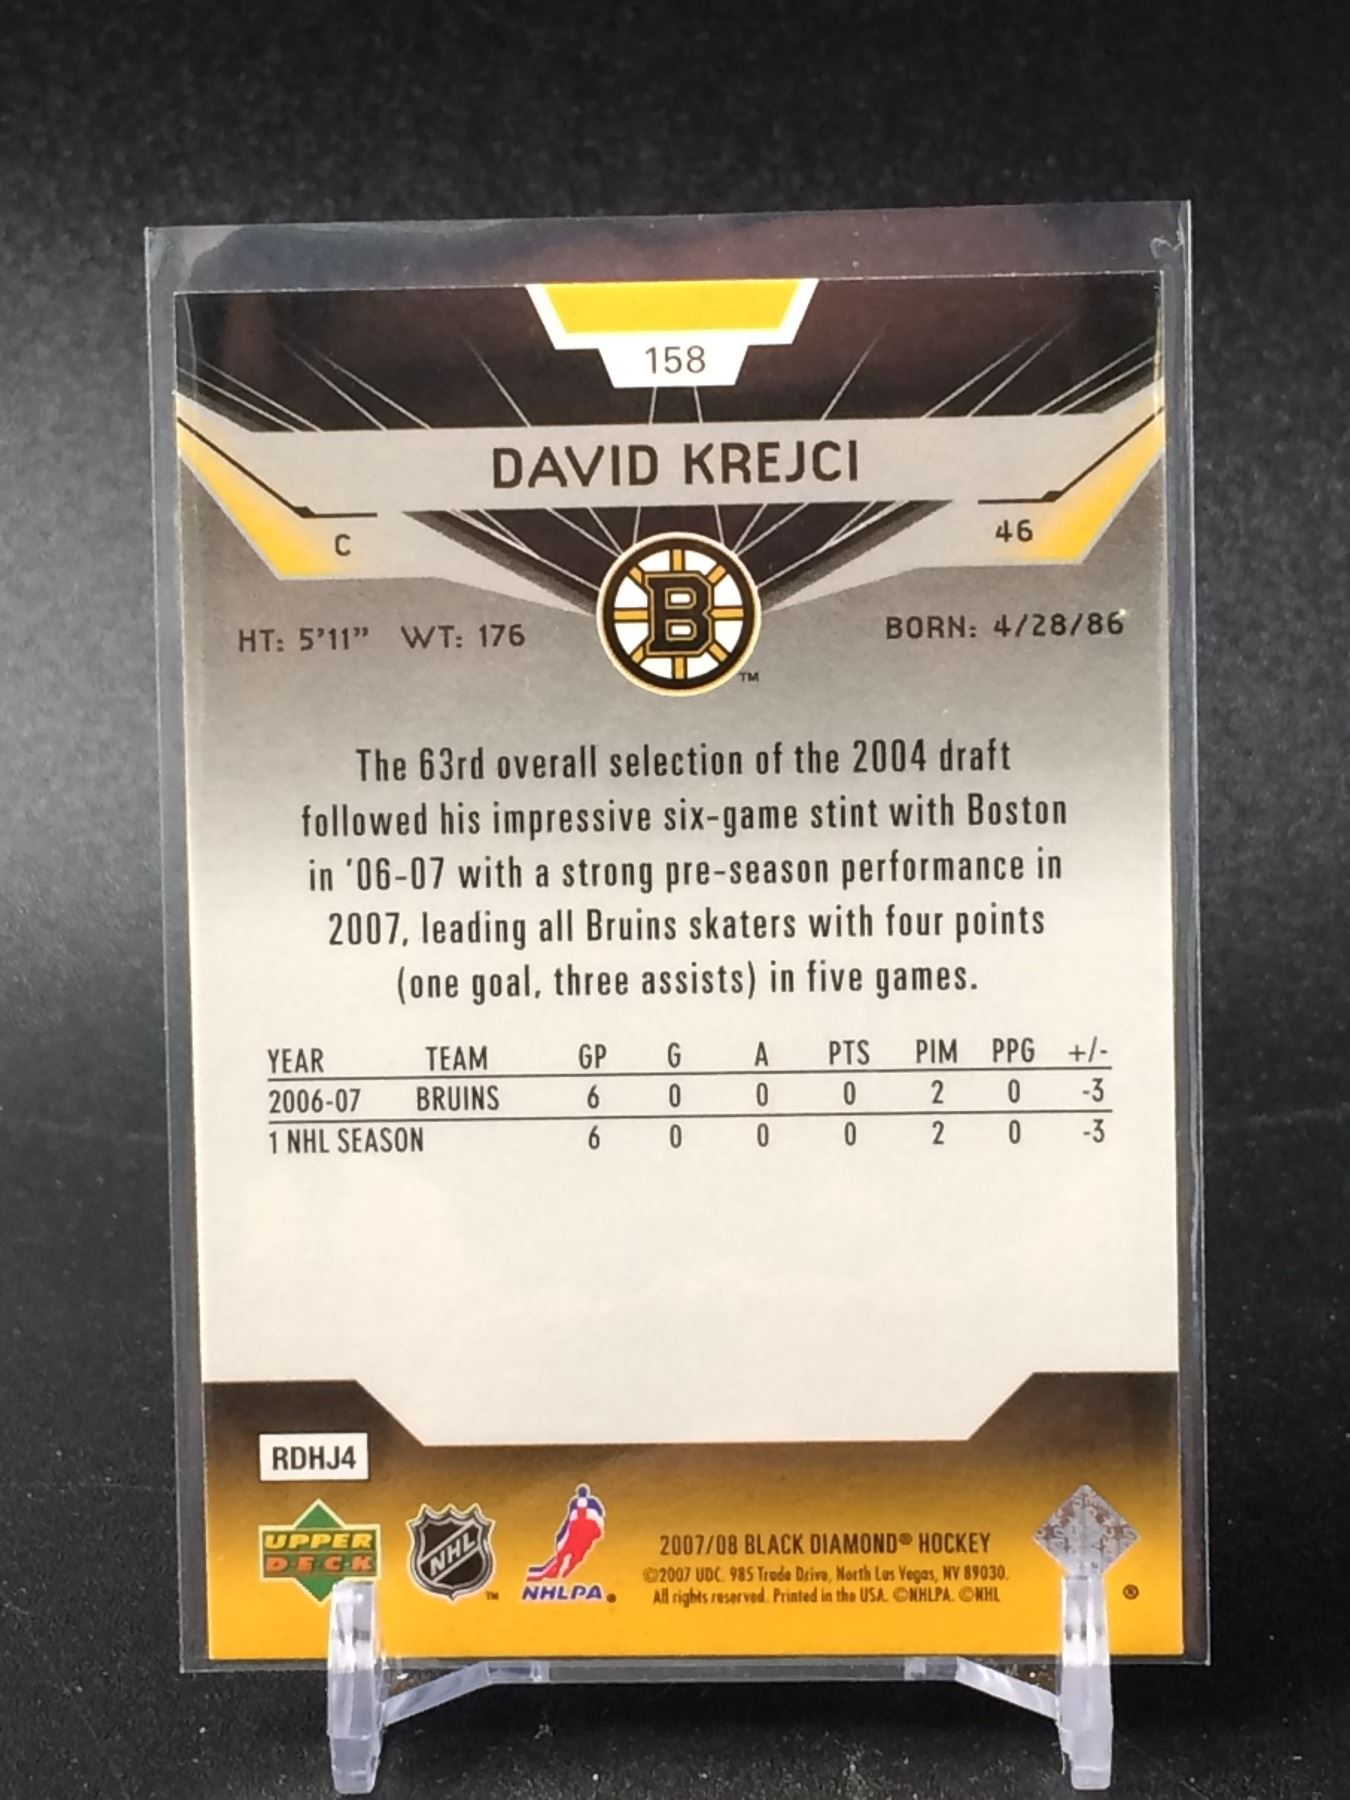 158
DAVID KREJCI
C 46
HT: 5'11" WT: 176 BORN: 4/28/86
B
TM
The 63rd overall selection of the 2004 draft
followed his impressive six-game stint with Boston
in '06-07 with a strong pre-season performance in
2007, leading all Bruins skaters with four points
(one goal, three assists) in five games.
YEAR TEAM GP G A PTS PIM PPG +/-
2006-07 BRUINS 6 0 0 0 2 0 -3
1 NHL SEASON 6 0 0 0 2 0 -3
RDHJ4
UPPER
DECK
NHL
TM
NHLPA®
2007/08 BLACK DIAMOND® HOCKEY
©2007 UDC. 985 Trade Drive, North Las Vegas, NV 89030.
All rights reserved. Printed in the USA. ©NHLPA. ©NHL
®